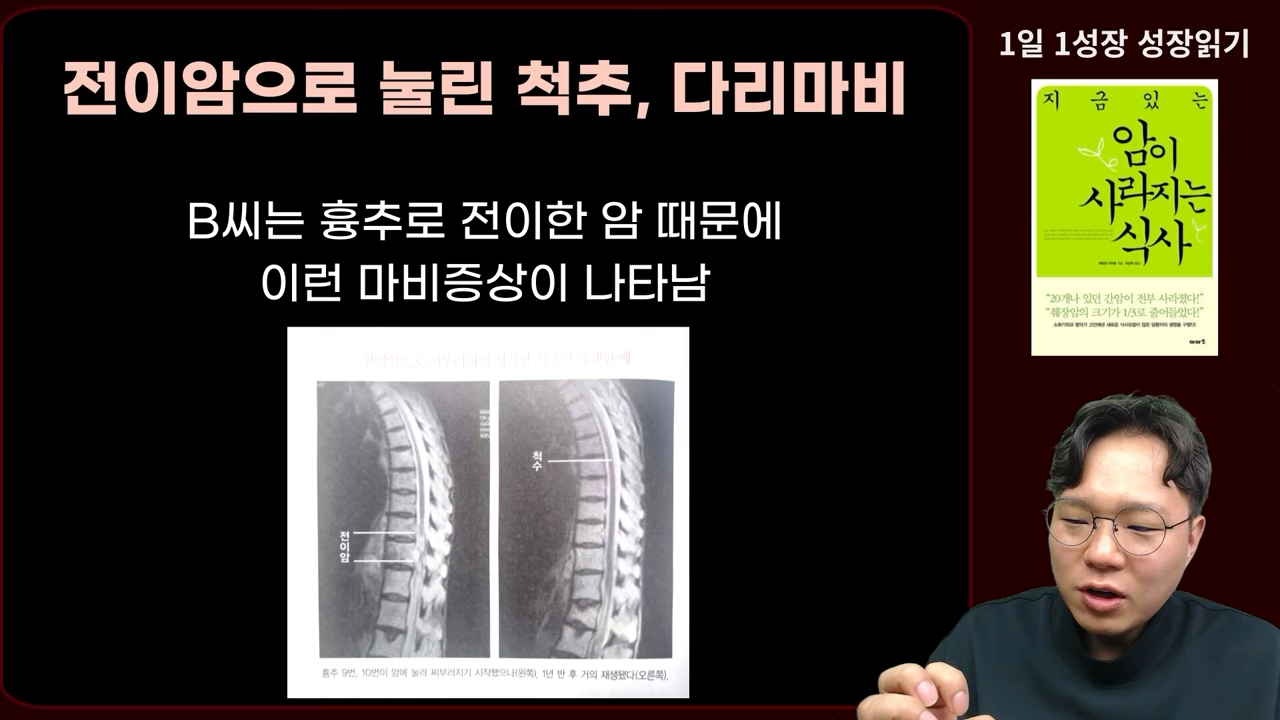 전이암으로 눌린 척추, 다리마비
B씨는 흉추로 전이한 암 때문에
이런 마비증상이 나타남
전이암
척수
흉추 9번, 10번이 암에 눌려 찌부러지기 시작했으나(왼쪽), 1년 반 후 거의 재생됐다(오른쪽).
1일 1성장 성장읽기
지금 있는
암이
사라지는
식사
“20개나 있던 간암이 전부 사라졌다!”
“췌장암의 크기가 1/3로 줄어들었다!”